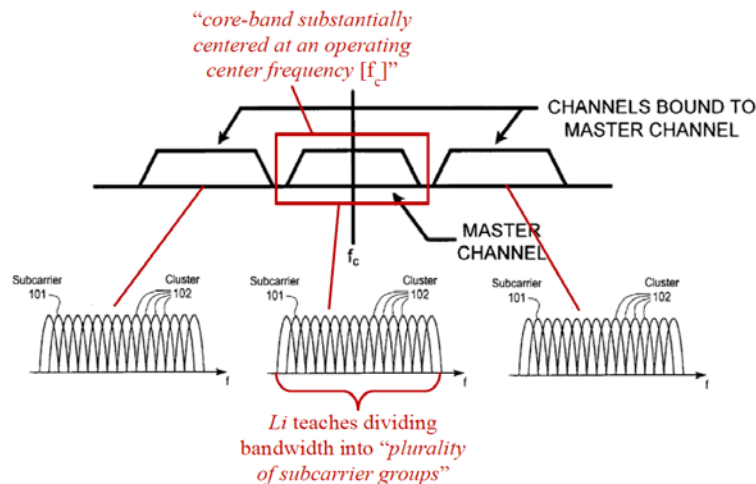 “core-band substantially
centered at an operating
center frequency [fc]”
CHANNELS BOUND TO
MASTER CHANNEL
MASTER
CHANNEL
fc
Subcarrier
101
Cluster
102
f
Subcarrier
101
Cluster
102
f
Subcarrier
101
Cluster
102
f
Li teaches dividing
bandwidth into “plurality
of subcarrier groups”